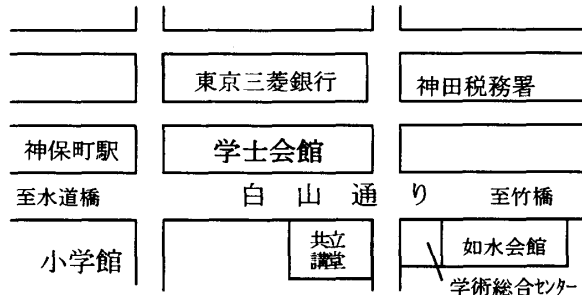 東京三菱銀行
神田税務署
神保町駅
学士会館
至水道橋
白山通り
至竹橋
小学館
共立
講堂
如水会館
学術総合センター